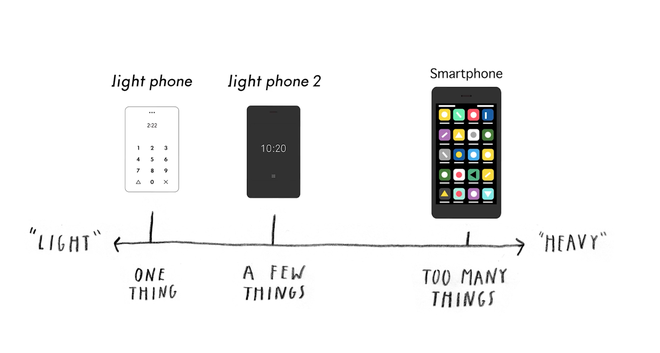 light phone
light phone 2
Smartphone
2:22
1 2 3
4 5 6
7 8 9
0
10:20
"LIGHT"
"HEAVY"
ONE
THING
A FEW
THINGS
TOO MANY
THINGS